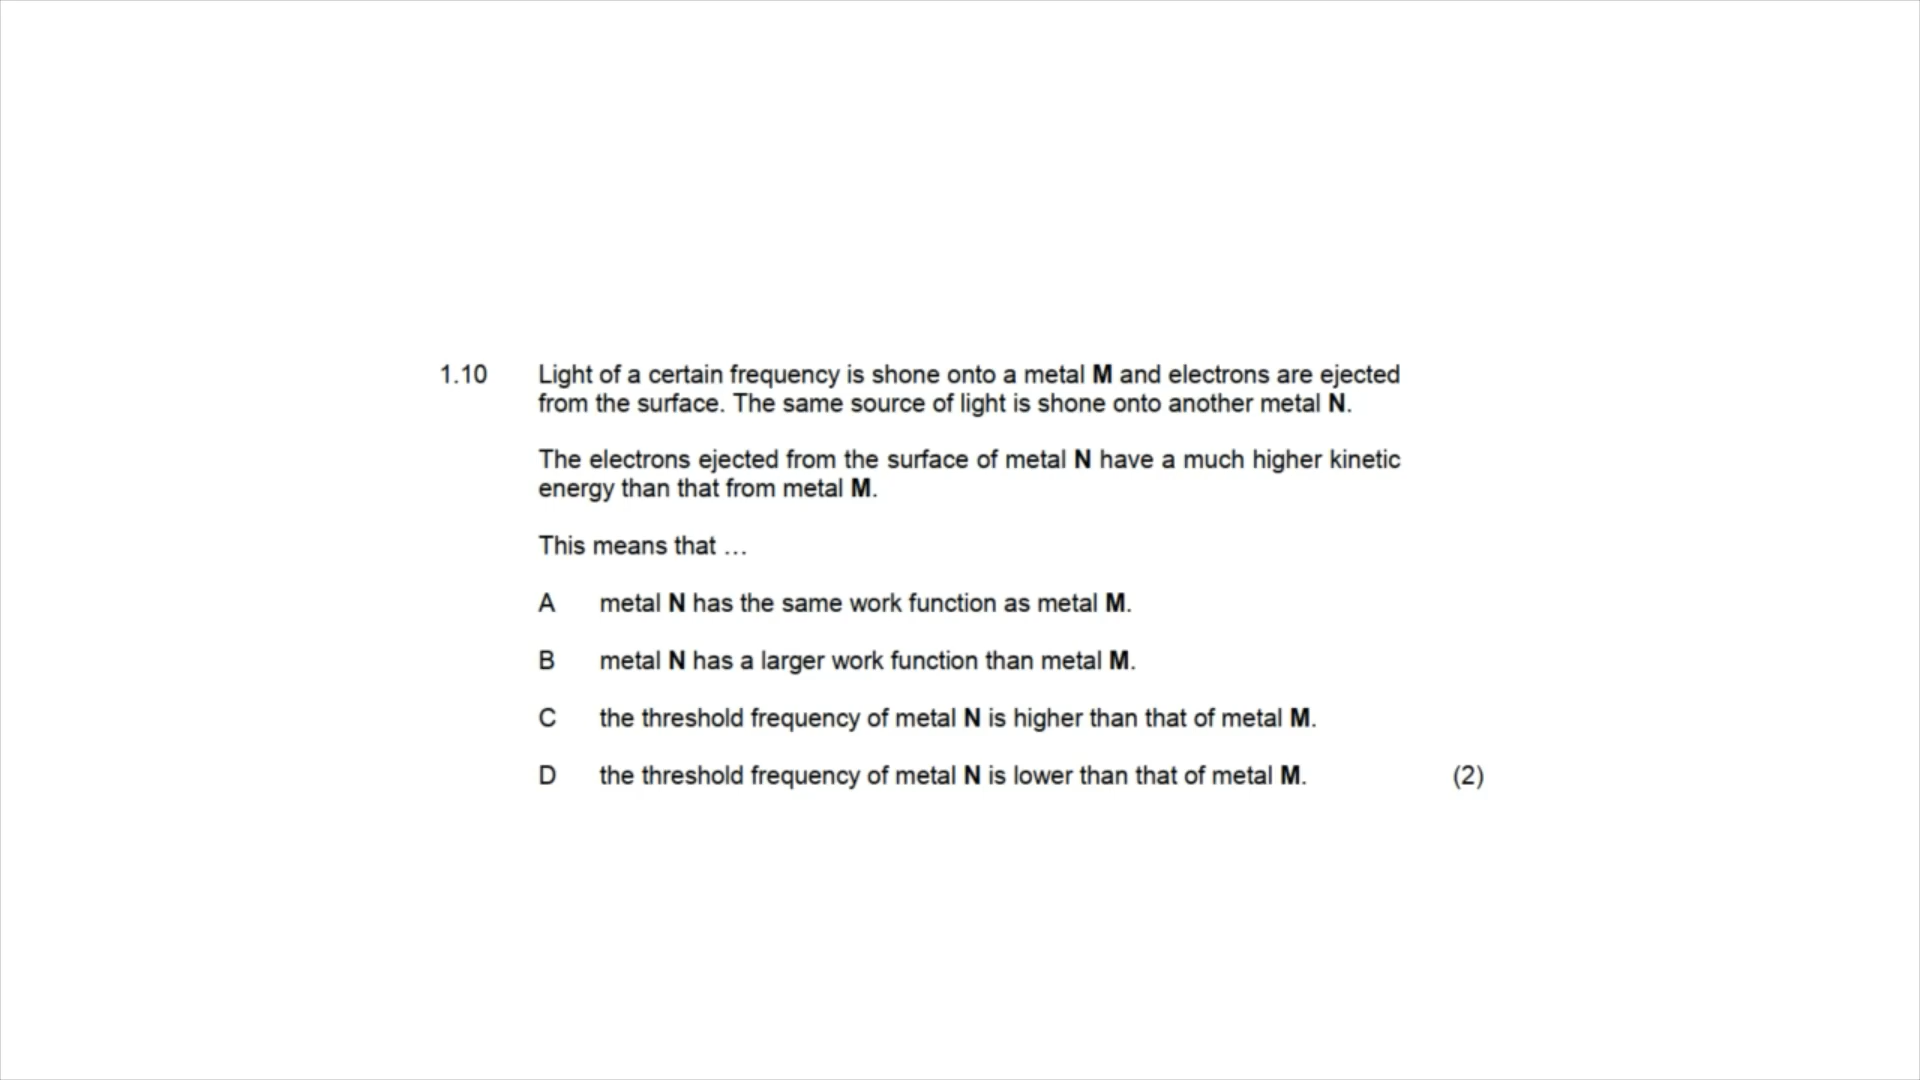 1.10 Light of a certain frequency is shone onto a metal M and electrons are ejected
from the surface. The same source of light is shone onto another metal N.
The electrons ejected from the surface of metal N have a much higher kinetic
energy than that from metal M.
This means that …
A metal N has the same work function as metal M.
B metal N has a larger work function than metal M.
C the threshold frequency of metal N is higher than that of metal M.
D the threshold frequency of metal N is lower than that of metal M. (2)